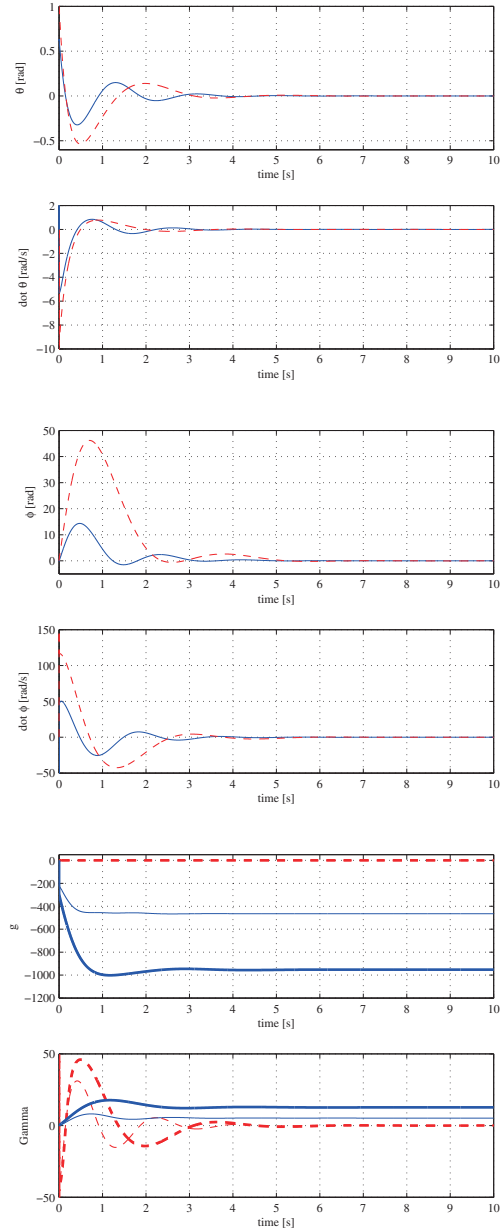 1
0.5
0
−0.5
θ [rad]
0 1 2 3 4 5 6 7 8 9 10
time [s]
2
0
−2
−4
−6
−8
−10
dot θ [rad/s]
0 1 2 3 4 5 6 7 8 9 10
time [s]
50
40
30
20
10
0
ϕ [rad]
0 1 2 3 4 5 6 7 8 9 10
time [s]
150
100
50
0
−50
dot ϕ [rad/s]
0 1 2 3 4 5 6 7 8 9 10
time [s]
0
−200
−400
−600
−800
−1000
−1200
g
0 1 2 3 4 5 6 7 8 9 10
time [s]
50
0
−50
Gamma
0 1 2 3 4 5 6 7 8 9 10
time [s]